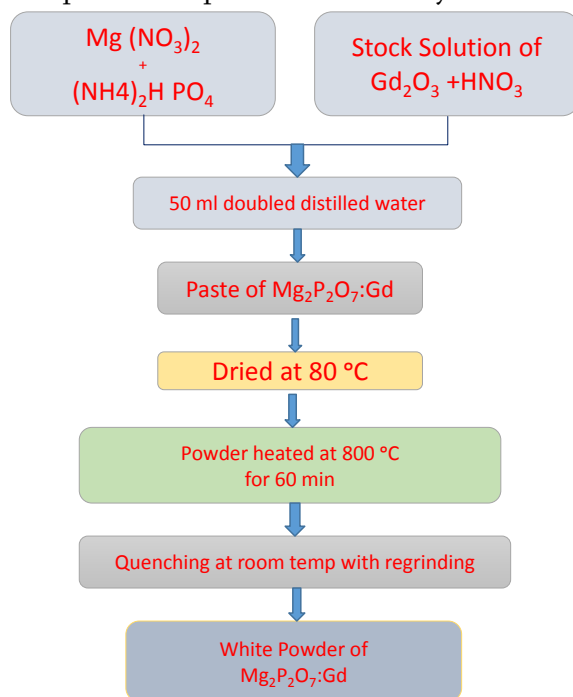 Mg (NO₃)₂
+
(NH4)₂H PO₄
Stock Solution of
Gd₂O₃ +HNO₃
50 ml doubled distilled water
Paste of Mg₂P₂O₇:Gd
Dried at 80 °C
Powder heated at 800 °C
for 60 min
Quenching at room temp with regrinding
White Powder of
Mg₂P₂O₇:Gd